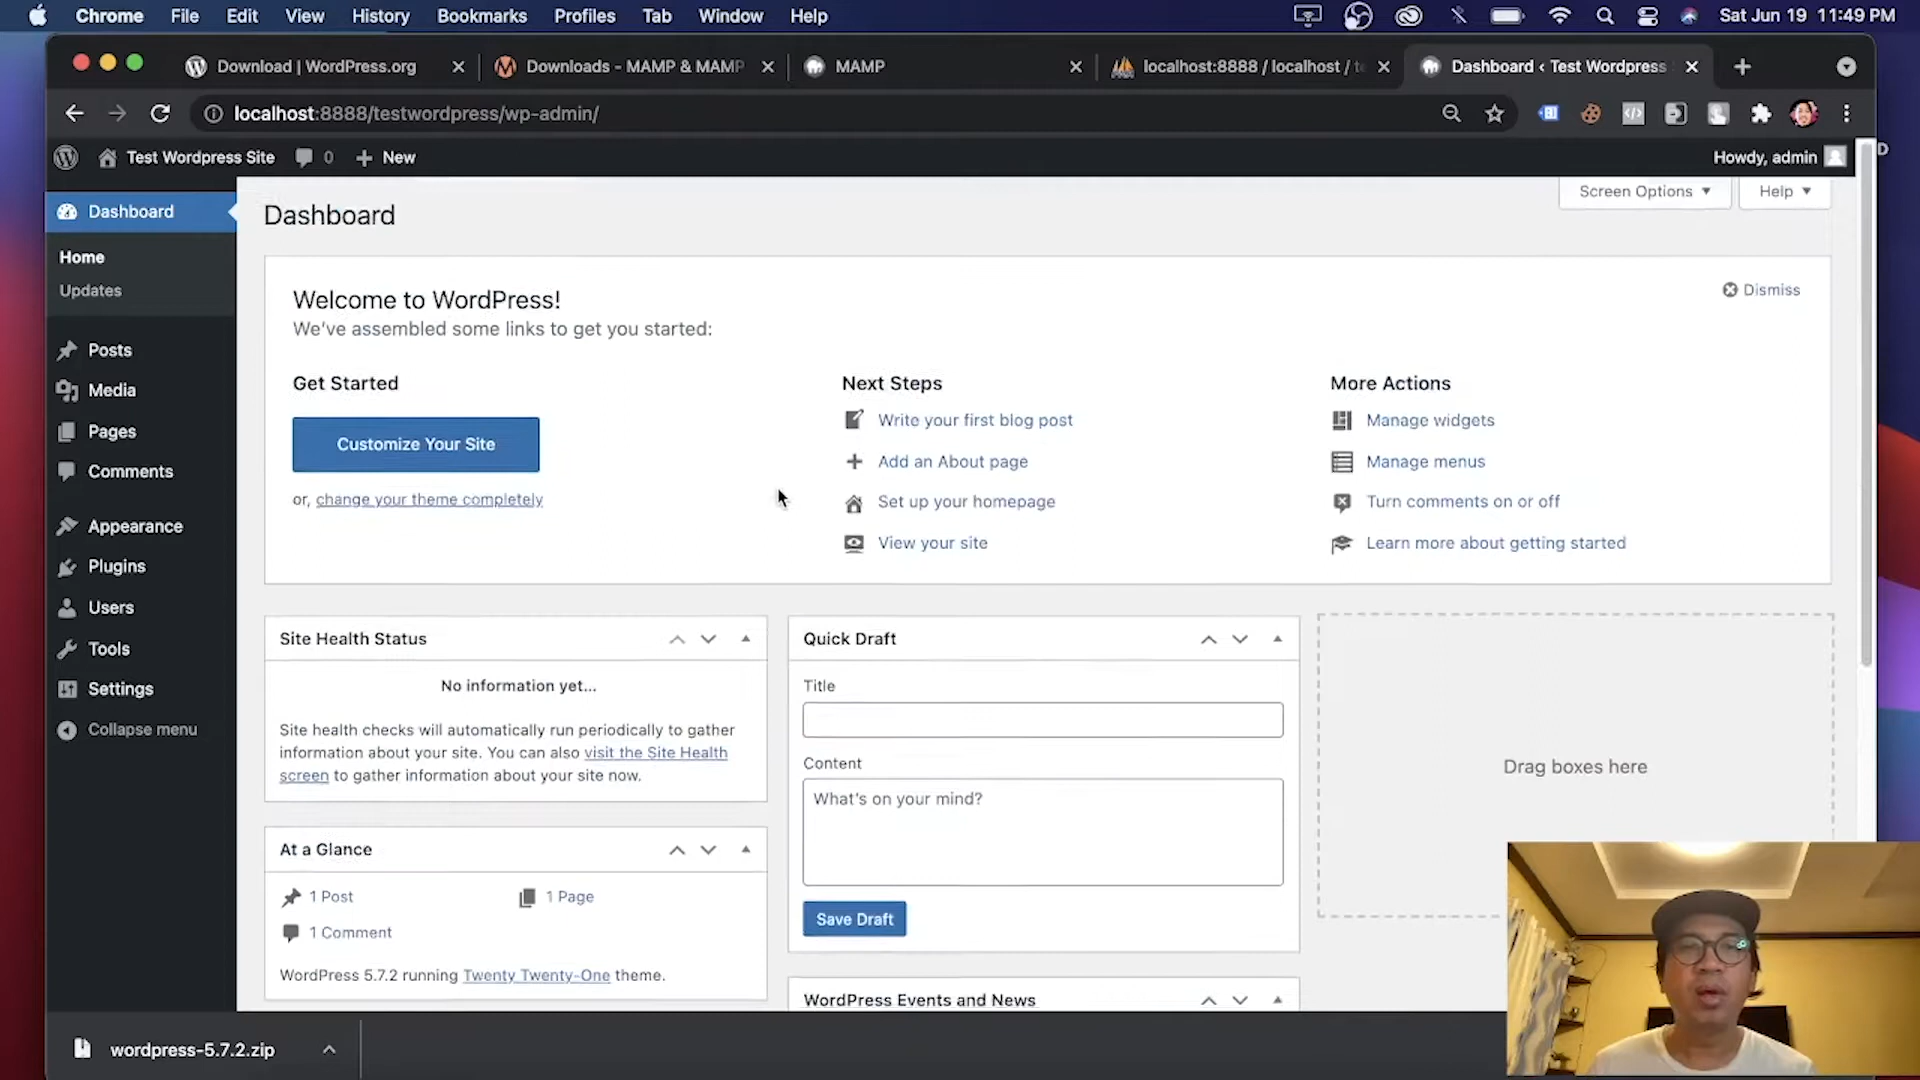 Chrome File Edit View History Bookmarks Profiles Tab Window Help
Sat Jun 19 11:49 PM
Download | WordPress.org
Downloads - MAMP & MAMP
MAMP
localhost:8888 / localhost / te
Dashboard ‹ Test Wordpress
localhost:8888/testwordpress/wp-admin/
Test Wordpress Site 0 + New
Howdy, admin
Dashboard
Home
Updates
Posts
Media
Pages
Comments
Appearance
Plugins
Users
Tools
Settings
Collapse menu
Dashboard
Screen Options
Help
Welcome to WordPress!
We've assembled some links to get you started:
Dismiss
Get Started
Customize Your Site
or, change your theme completely
Next Steps
Write your first blog post
Add an About page
Set up your homepage
View your site
More Actions
Manage widgets
Manage menus
Turn comments on or off
Learn more about getting started
Site Health Status
No information yet...
Site health checks will automatically run periodically to gather
information about your site. You can also visit the Site Health
screen to gather information about your site now.
At a Glance
1 Post
1 Page
1 Comment
WordPress 5.7.2 running Twenty Twenty-One theme.
Quick Draft
Title
Content
What's on your mind?
Save Draft
WordPress Events and News
Drag boxes here
wordpress-5.7.2.zip